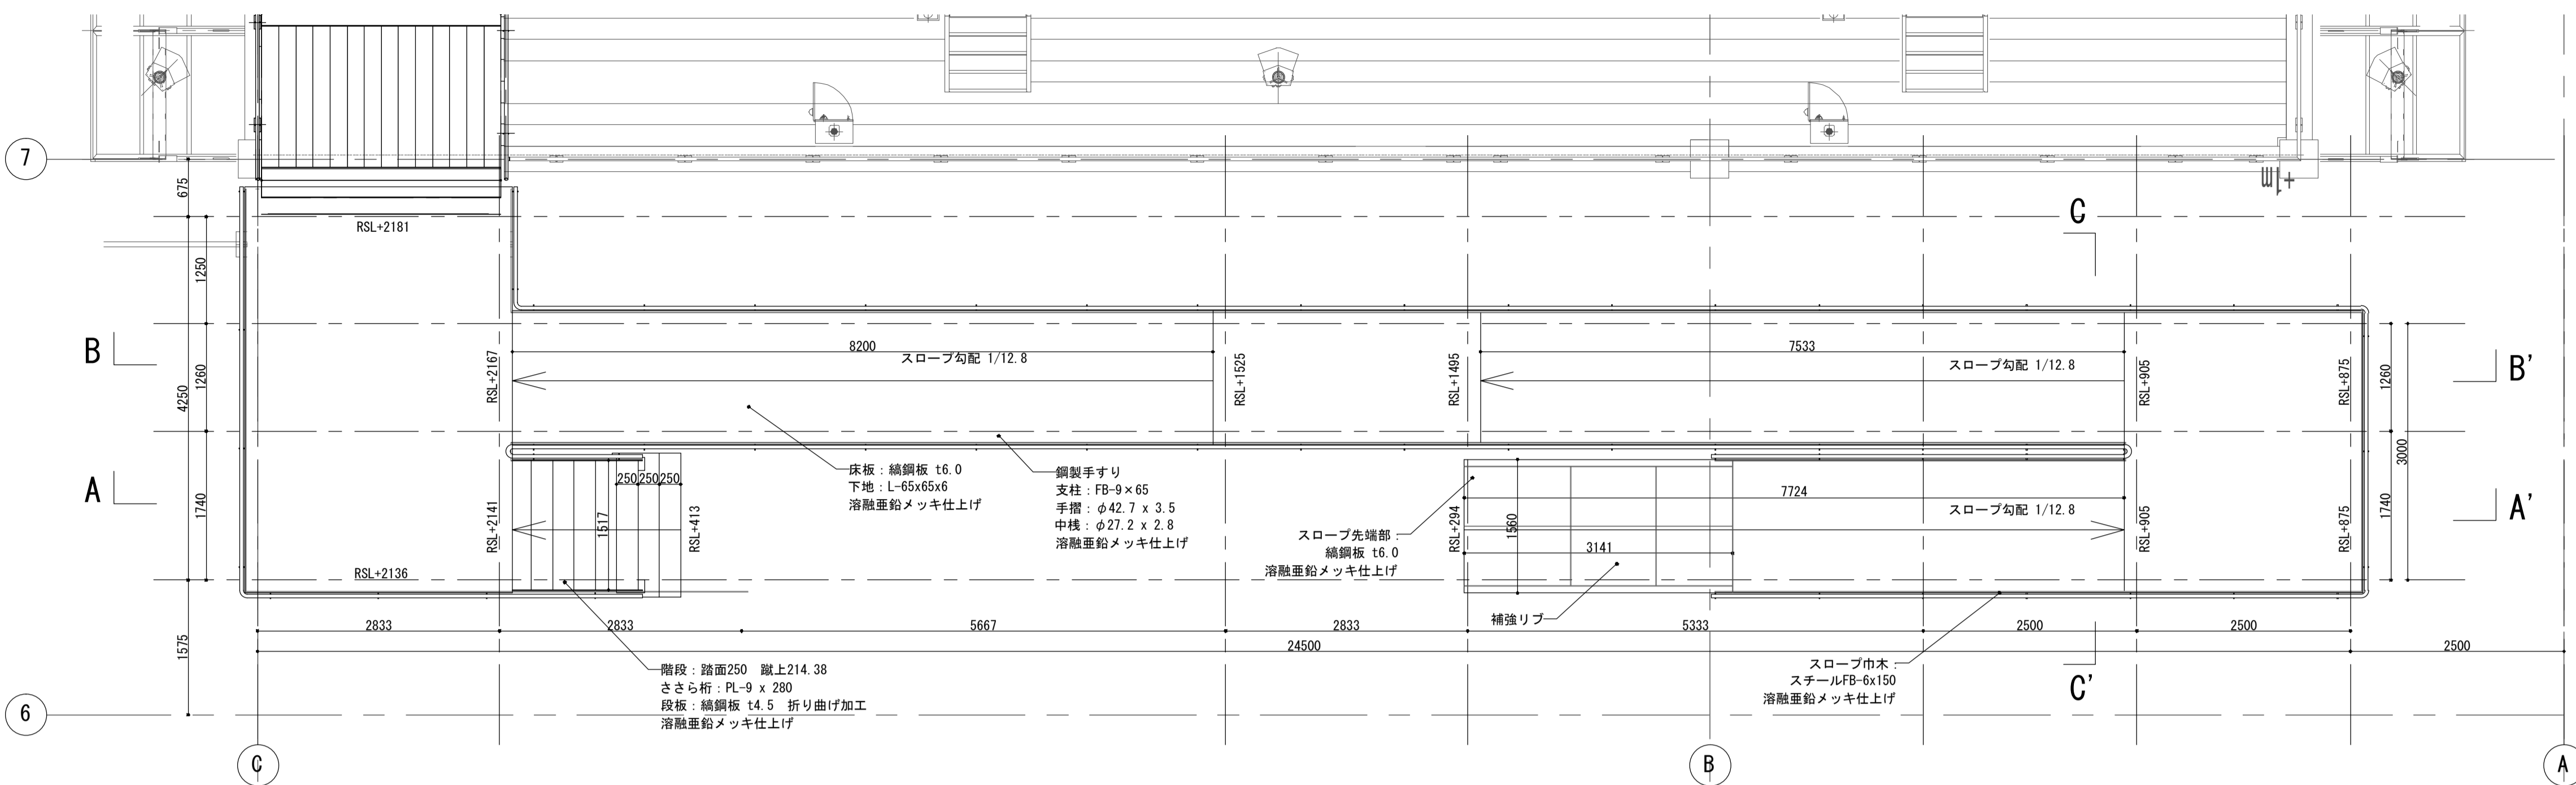 7
675
RSL+2181
C
1250
B
1260
4250
RSL+2167
8200
スロープ勾配 1/12.8
RSL+1525
RSL+1495
7533
スロープ勾配 1/12.8
RSL+905
RSL+875
1260
B'
3000
A
1740
RSL+2141
250
250
250
1517
RSL+413
床板：縞鋼板 t6.0
下地：L-65x65x6
溶融亜鉛メッキ仕上げ
鋼製手すり
支柱：FB-9×65
手摺：φ42.7 x 3.5
中桟：φ27.2 x 2.8
溶融亜鉛メッキ仕上げ
スロープ先端部：
縞鋼板 t6.0
溶融亜鉛メッキ仕上げ
RSL+294
1560
3141
7724
スロープ勾配 1/12.8
RSL+905
RSL+875
1740
A'
RSL+2136
補強リブ
1575
2833
2833
5667
2833
5333
2500
2500
24500
2500
階段：踏面250　蹴上214.38
ささら桁：PL-9 x 280
段板：縞鋼板 t4.5　折り曲げ加工
溶融亜鉛メッキ仕上げ
スロープ巾木：
スチールFB-6x150
溶融亜鉛メッキ仕上げ
C'
6
C
B
A